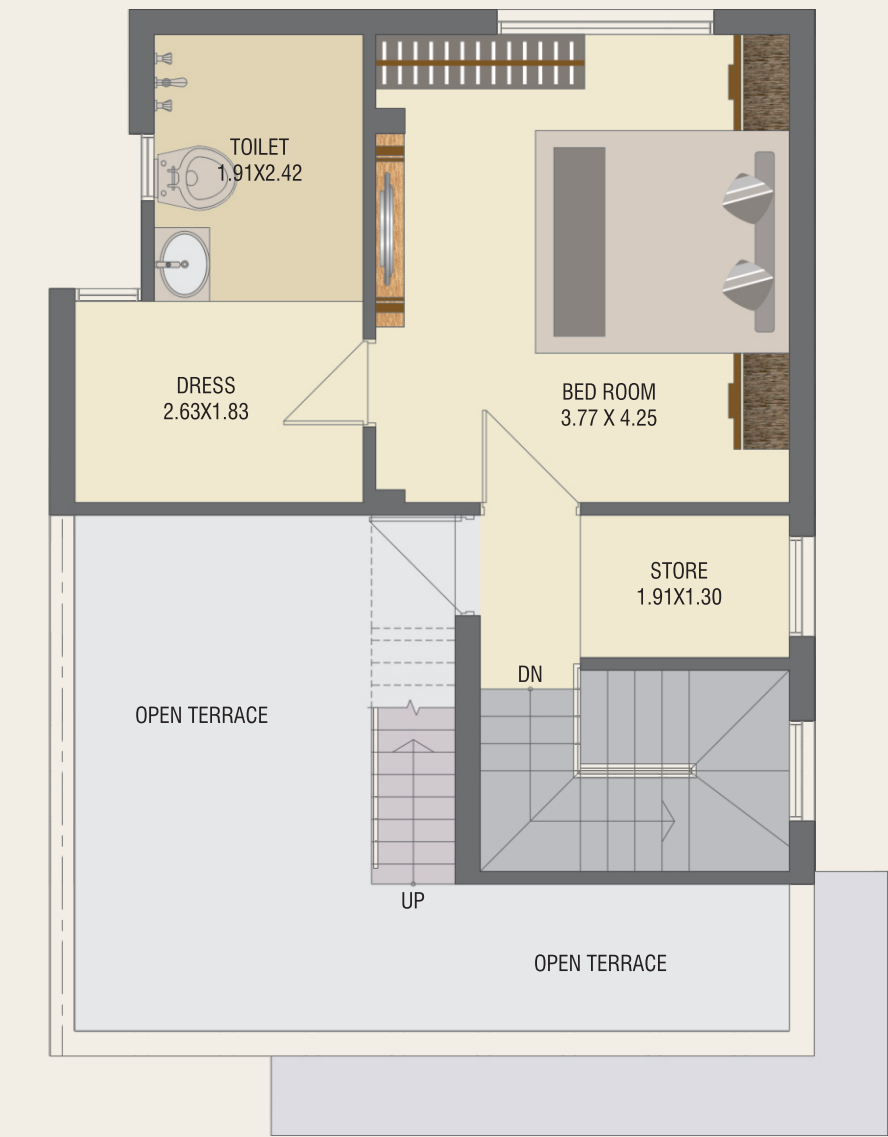 TOILET
1.91X2.42
DRESS
2.63X1.83
BED ROOM
3.77 X 4.25
STORE
1.91X1.30
DN
OPEN TERRACE
UP
OPEN TERRACE